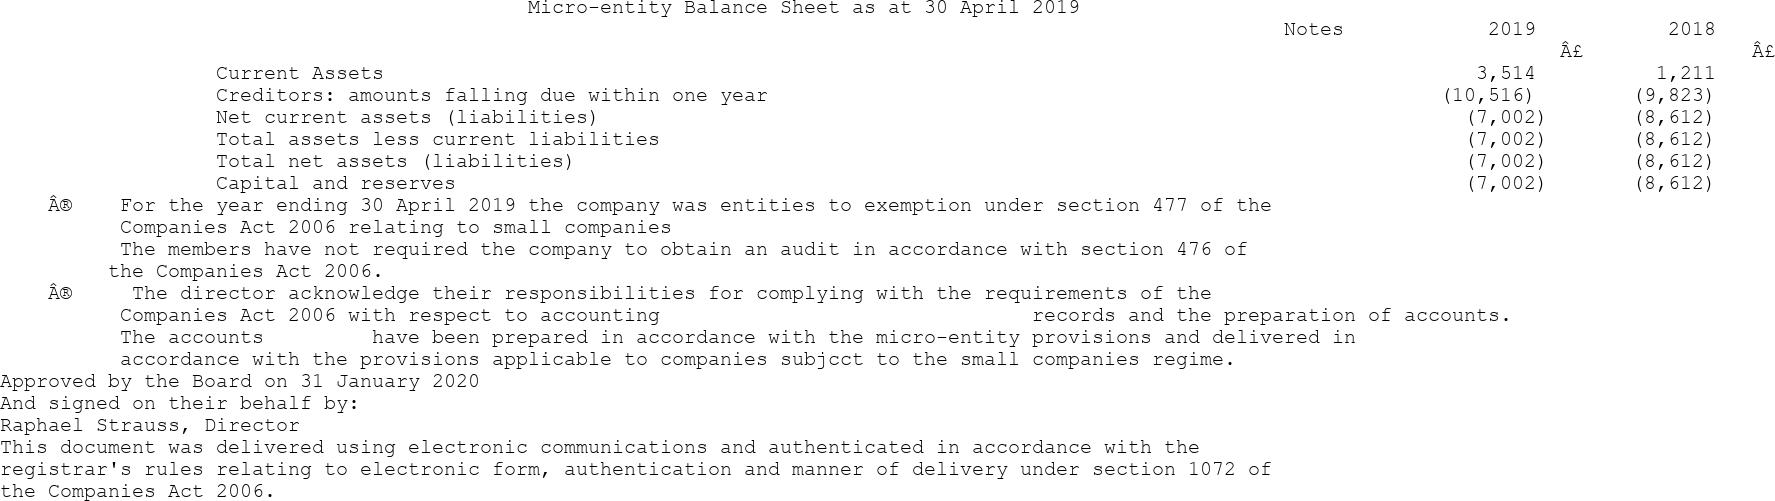 Micro-entity Balance Sheet as at 30 April 2019
Notes 2019 2018
Â£ Â£
Current Assets 3,514 1,211
Creditors: amounts falling due within one year (10,516) (9,823)
Net current assets (liabilities) (7,002) (8,612)
Total assets less current liabilities (7,002) (8,612)
Total net assets (liabilities) (7,002) (8,612)
Capital and reserves (7,002) (8,612)
Â® For the year ending 30 April 2019 the company was entities to exemption under section 477 of the
Companies Act 2006 relating to small companies
The members have not required the company to obtain an audit in accordance with section 476 of
the Companies Act 2006.
Â® The director acknowledge their responsibilities for complying with the requirements of the
Companies Act 2006 with respect to accounting records and the preparation of accounts.
The accounts have been prepared in accordance with the micro-entity provisions and delivered in
accordance with the provisions applicable to companies subjcct to the small companies regime.
Approved by the Board on 31 January 2020
And signed on their behalf by:
Raphael Strauss, Director
This document was delivered using electronic communications and authenticated in accordance with the
registrar's rules relating to electronic form, authentication and manner of delivery under section 1072 of
the Companies Act 2006.